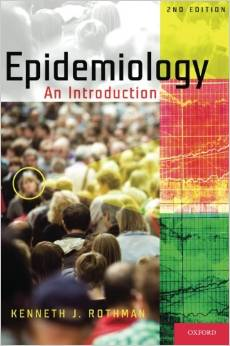 2ND EDITION
Epidemiology
An Introduction
KENNETH J. ROTHMAN
OXFORD